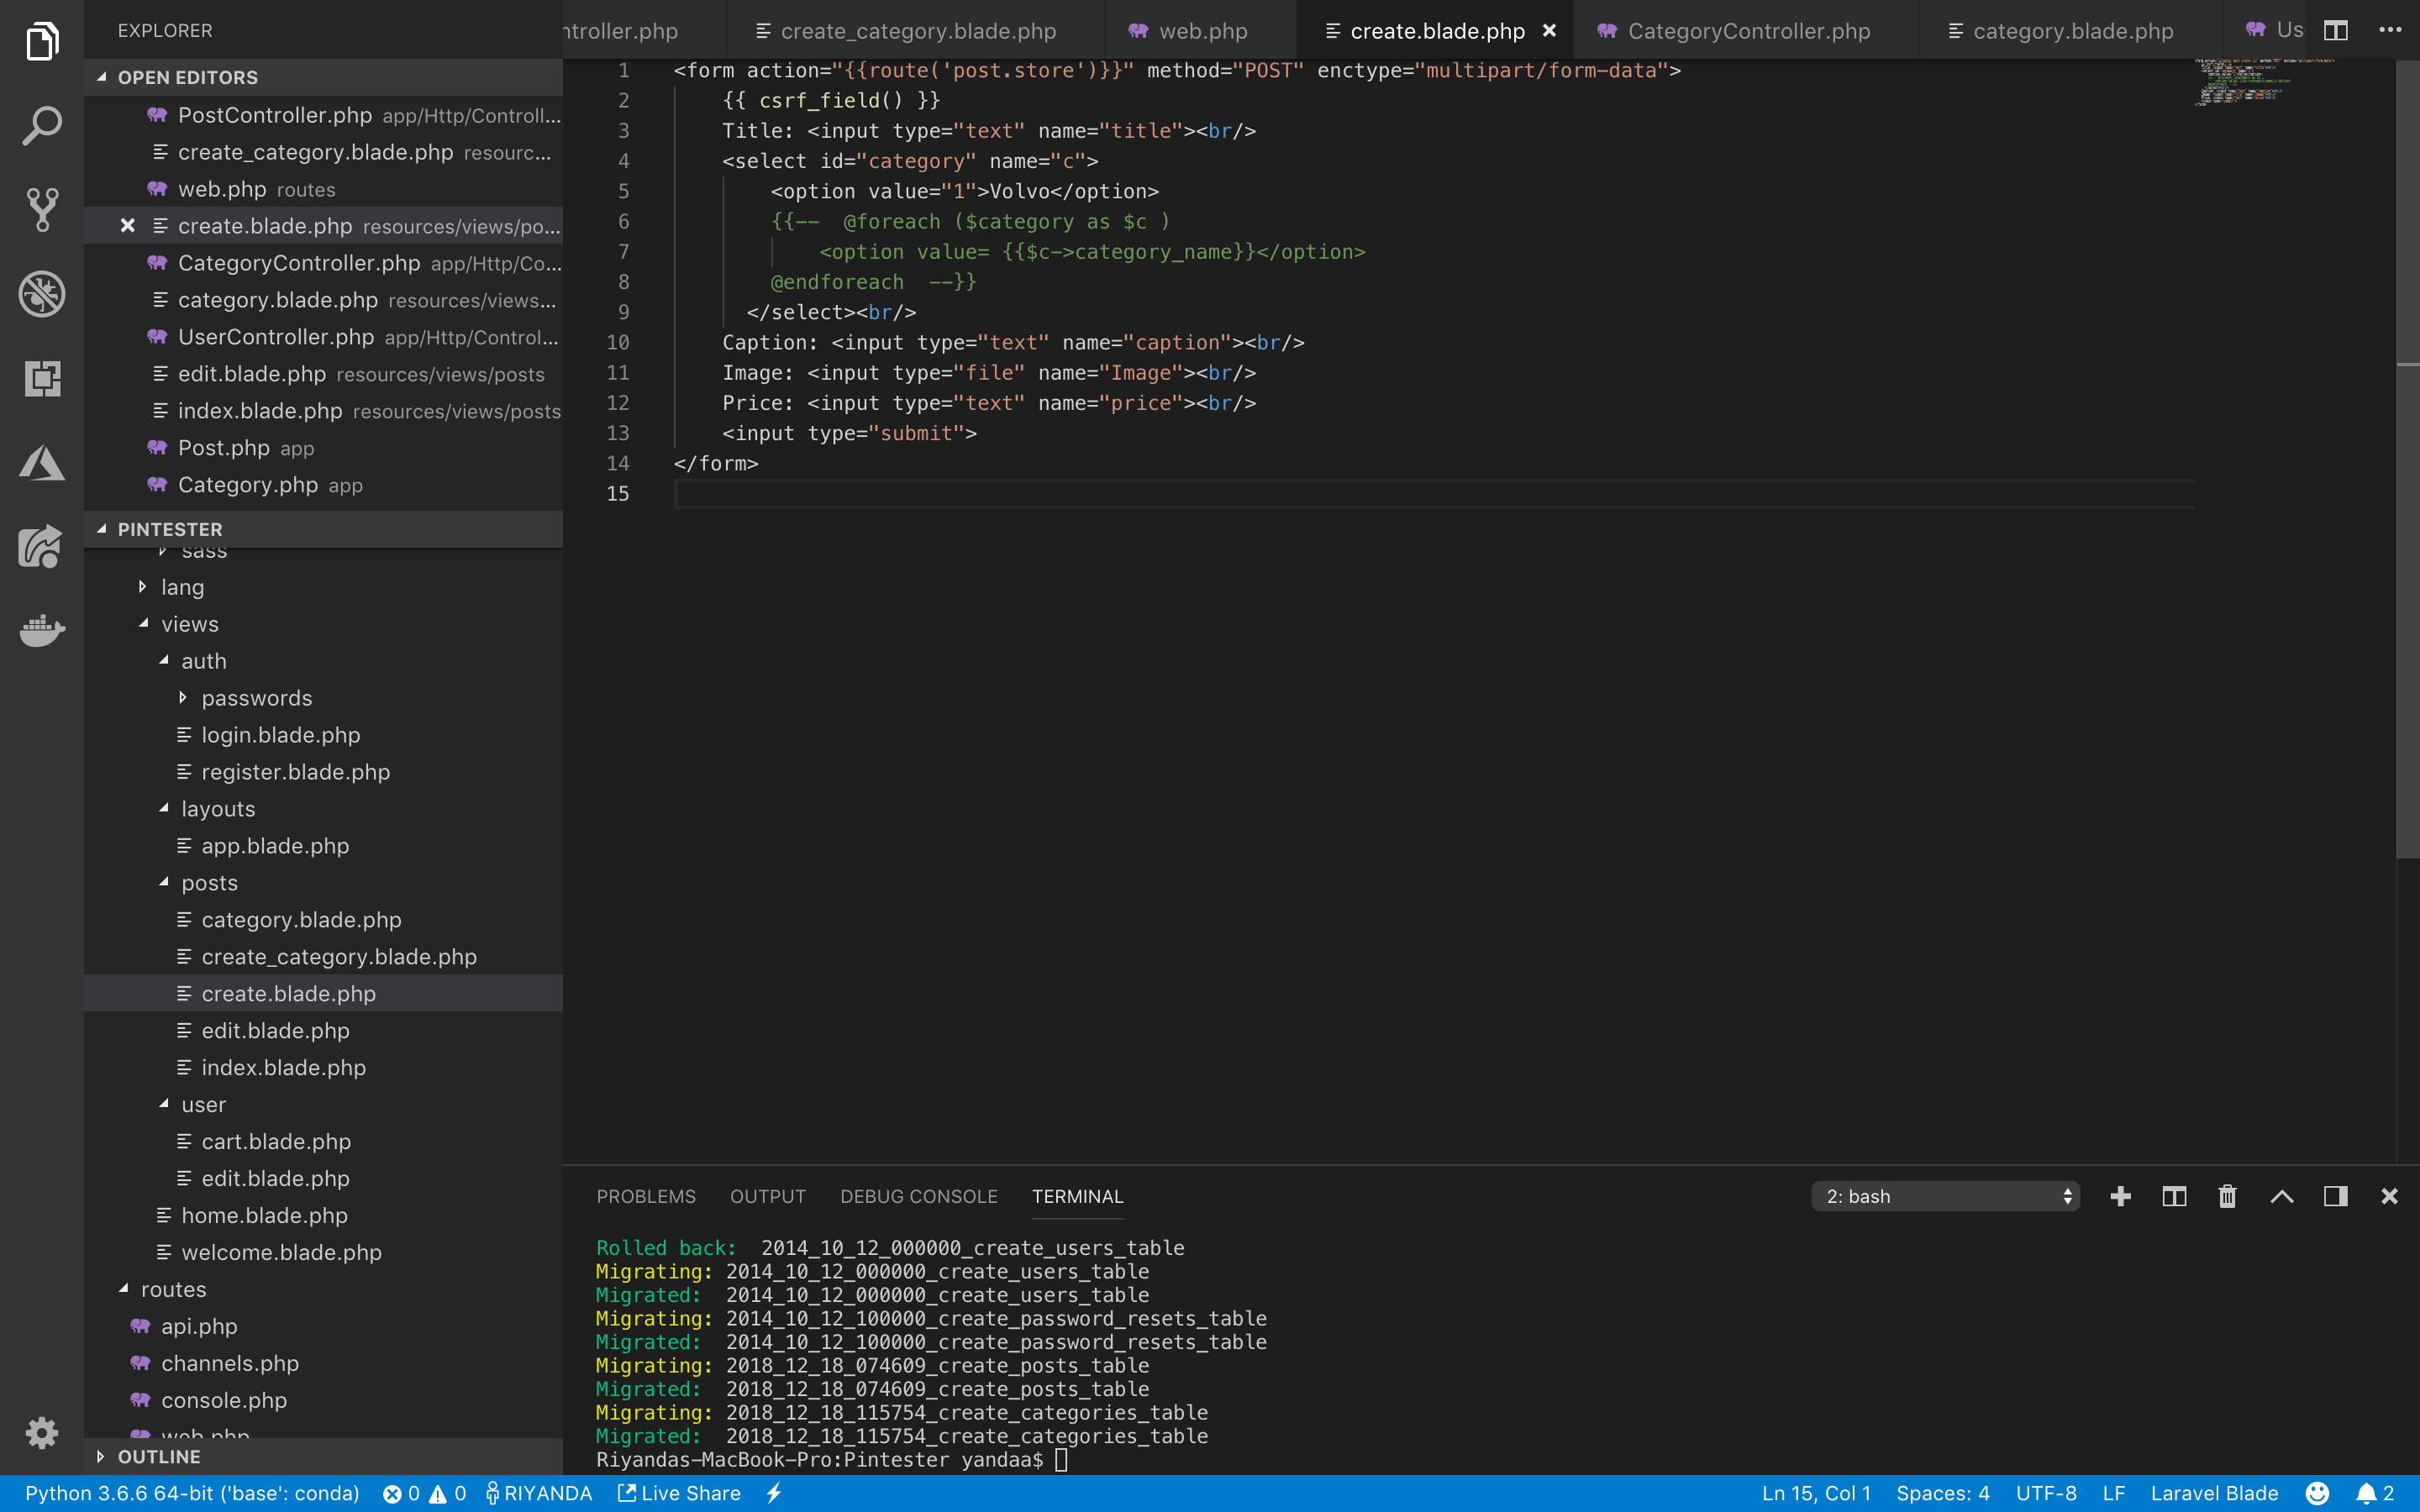 EXPLORER
OPEN EDITORS
PostController.php app/Http/Controll...
create_category.blade.php resourc...
web.php routes
create.blade.php resources/views/po...
CategoryController.php app/Http/Co...
category.blade.php resources/views...
UserController.php app/Http/Control...
edit.blade.php resources/views/posts
index.blade.php resources/views/posts
Post.php app
Category.php app
PINTESTER
sass
lang
views
auth
passwords
login.blade.php
register.blade.php
layouts
app.blade.php
posts
category.blade.php
create_category.blade.php
create.blade.php
edit.blade.php
index.blade.php
user
cart.blade.php
edit.blade.php
home.blade.php
welcome.blade.php
routes
api.php
channels.php
console.php
web.php
OUTLINE
ntroller.php create_category.blade.php web.php create.blade.php CategoryController.php category.blade.php Us
1 <form action="{{route('post.store')}}" method="POST" enctype="multipart/form-data">
2 {{ csrf_field() }}
3 Title: <input type="text" name="title"><br/>
4 <select id="category" name="c">
5 <option value="1">Volvo</option>
6 {{-- @foreach ($category as $c )
7 <option value= {{$c->category_name}}</option>
8 @endforeach --}}
9 </select><br/>
10 Caption: <input type="text" name="caption"><br/>
11 Image: <input type="file" name="Image"><br/>
12 Price: <input type="text" name="price"><br/>
13 <input type="submit">
14 </form>
15
PROBLEMS OUTPUT DEBUG CONSOLE TERMINAL 2: bash
Rolled back: 2014_10_12_000000_create_users_table
Migrating: 2014_10_12_000000_create_users_table
Migrated: 2014_10_12_000000_create_users_table
Migrating: 2014_10_12_100000_create_password_resets_table
Migrated: 2014_10_12_100000_create_password_resets_table
Migrating: 2018_12_18_074609_create_posts_table
Migrated: 2018_12_18_074609_create_posts_table
Migrating: 2018_12_18_115754_create_categories_table
Migrated: 2018_12_18_115754_create_categories_table
Riyandas-MacBook-Pro:Pintester yandaa$
Python 3.6.6 64-bit ('base': conda) 0 0 RIYANDA Live Share Ln 15, Col 1 Spaces: 4 UTF-8 LF Laravel Blade 2